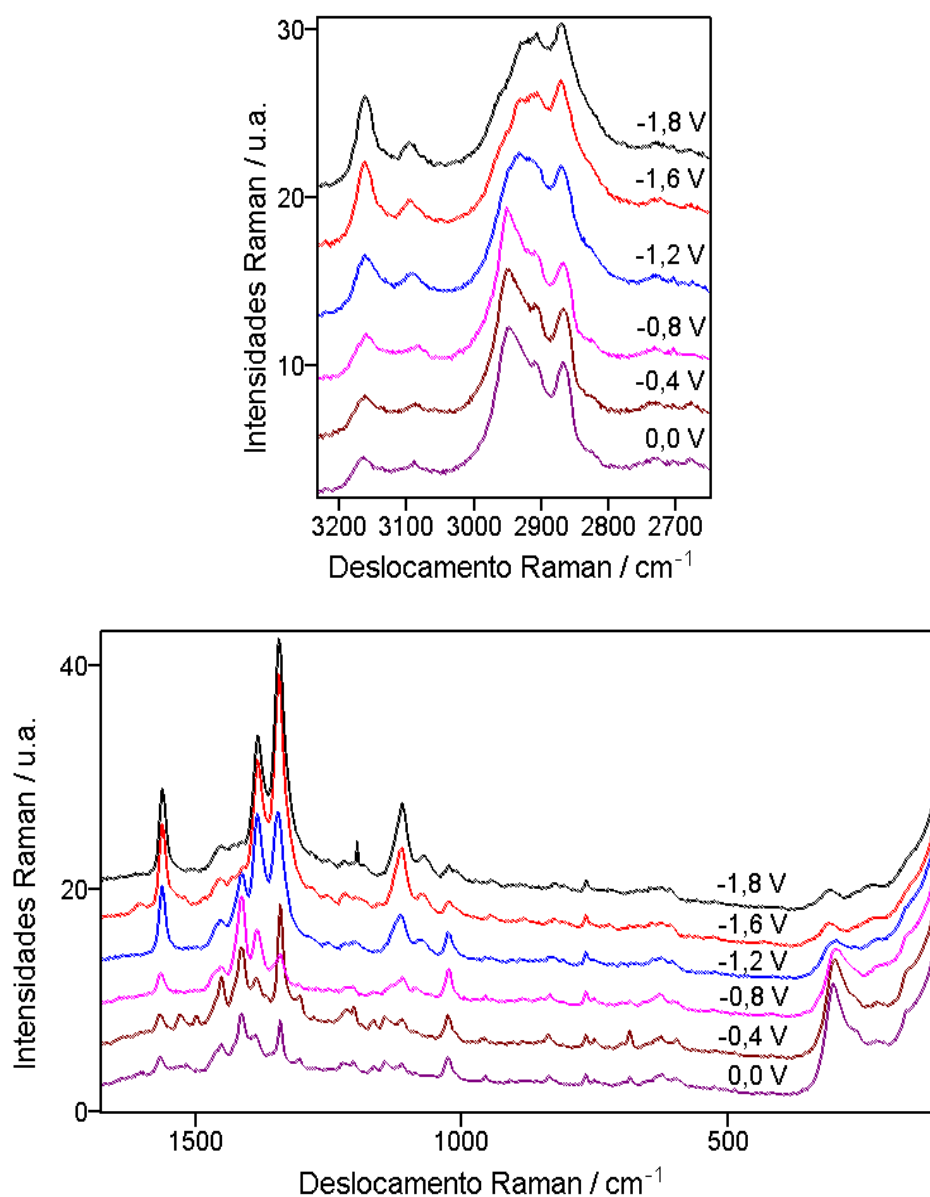 30
20
10
Intensidades Raman / u.a.
-1,8 V
-1,6 V
-1,2 V
-0,8 V
-0,4 V
0,0 V
3200 3100 3000 2900 2800 2700
Deslocamento Raman / cm⁻¹
40
20
0
Intensidades Raman / u.a.
-1,8 V
-1,6 V
-1,2 V
-0,8 V
-0,4 V
0,0 V
1500 1000 500
Deslocamento Raman / cm⁻¹